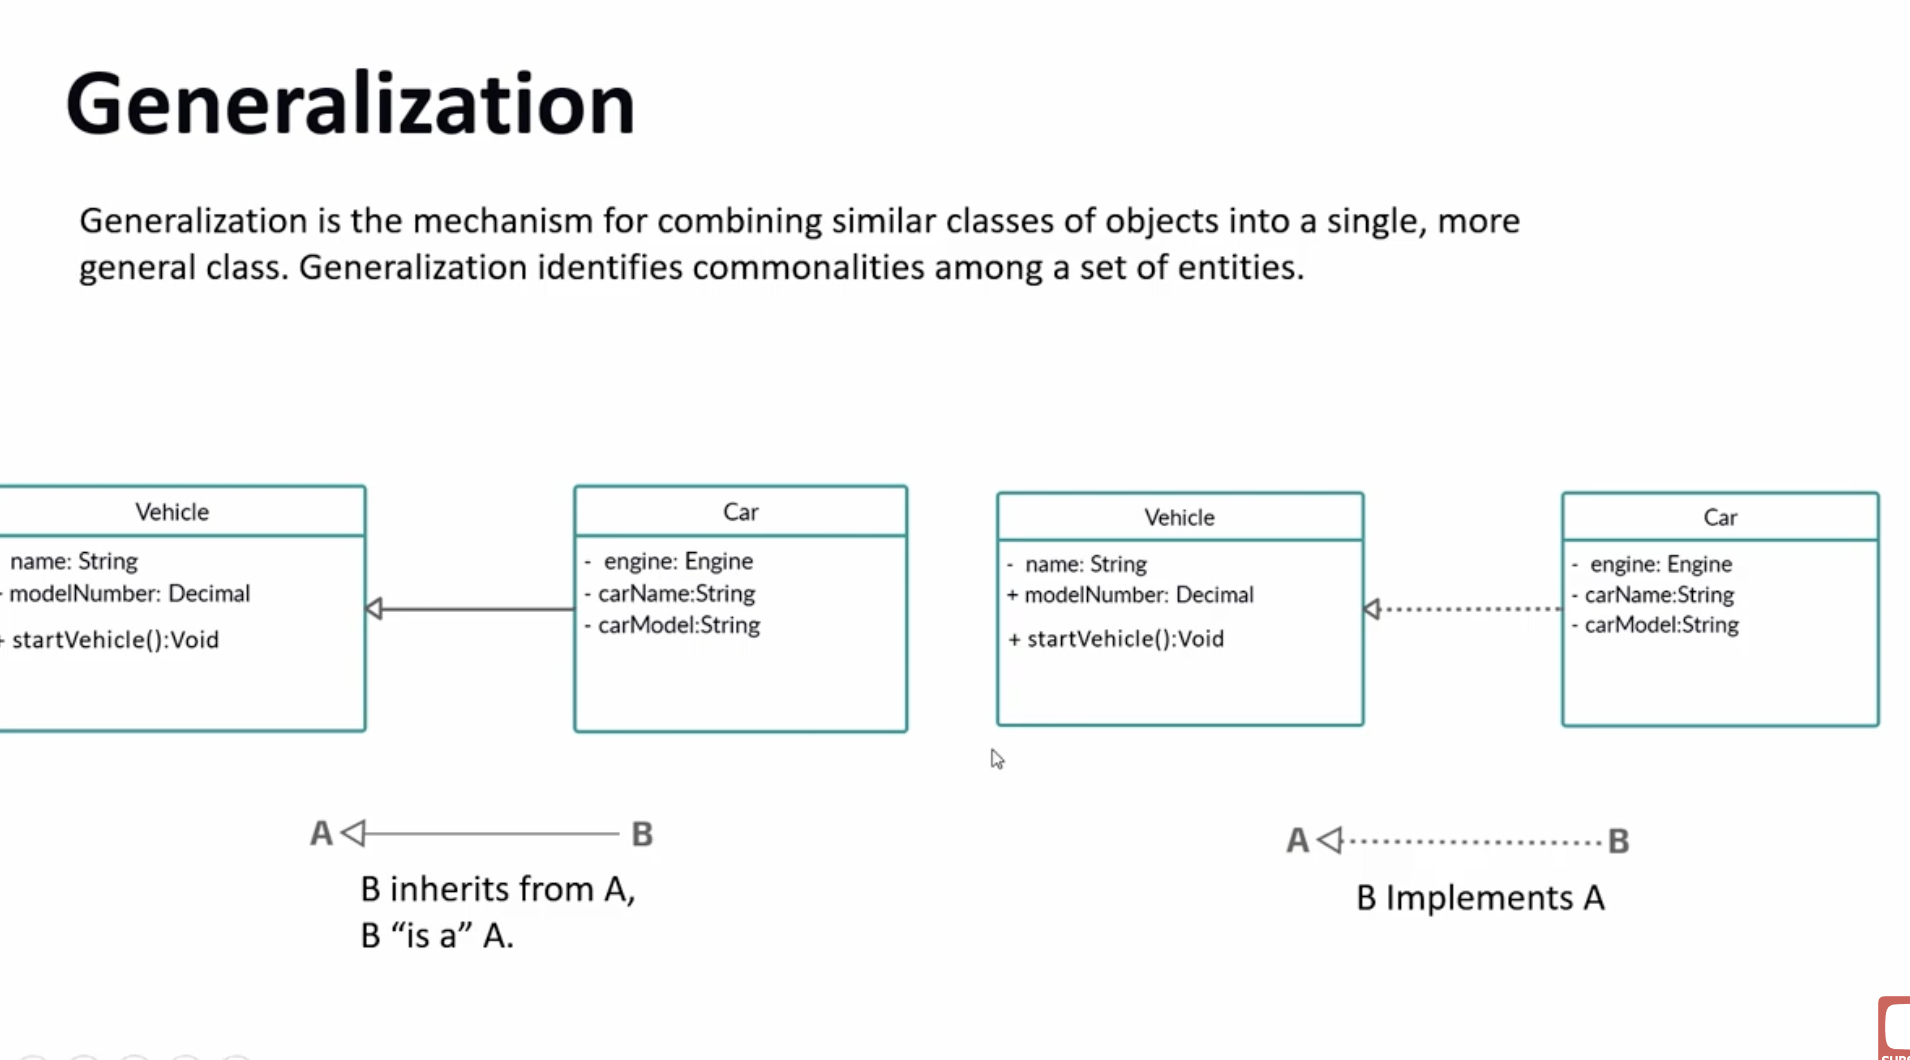 Generalization
Generalization is the mechanism for combining similar classes of objects into a single, more
general class. Generalization identifies commonalities among a set of entities.
Vehicle
name: String
- modelNumber: Decimal
+ startVehicle():Void
Car
- engine: Engine
- carName:String
- carModel:String
Vehicle
- name: String
+ modelNumber: Decimal
+ startVehicle():Void
Car
- engine: Engine
- carName:String
- carModel:String
A B
B inherits from A,
B “is a” A.
A B
B Implements A